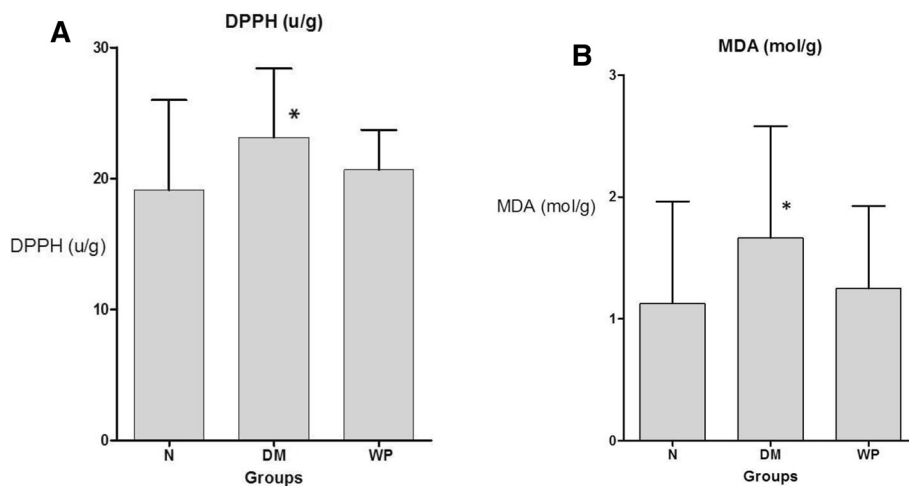 A
DPPH (u/g)
30
20
DPPH (u/g)
10
0
*
N DM WP
Groups
B
MDA (mol/g)
3
2
MDA (mol/g)
1
0
*
N DM WP
Groups